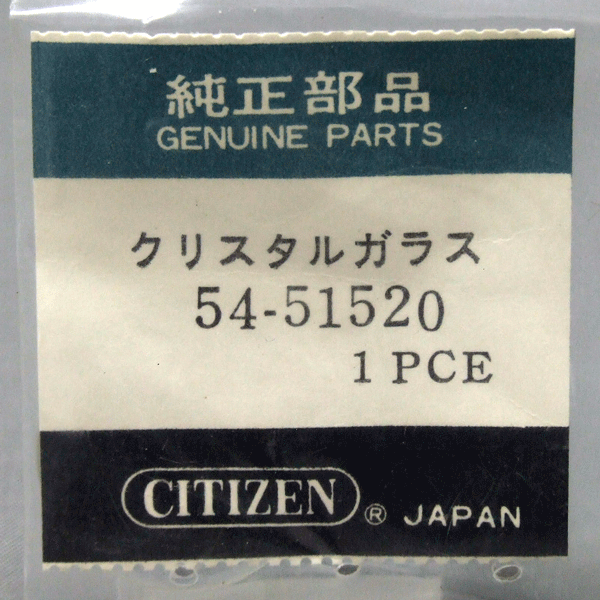 純正部品
GENUINE PARTS
クリスタルガラス
54-51520
1 PCE
CITIZEN ® JAPAN